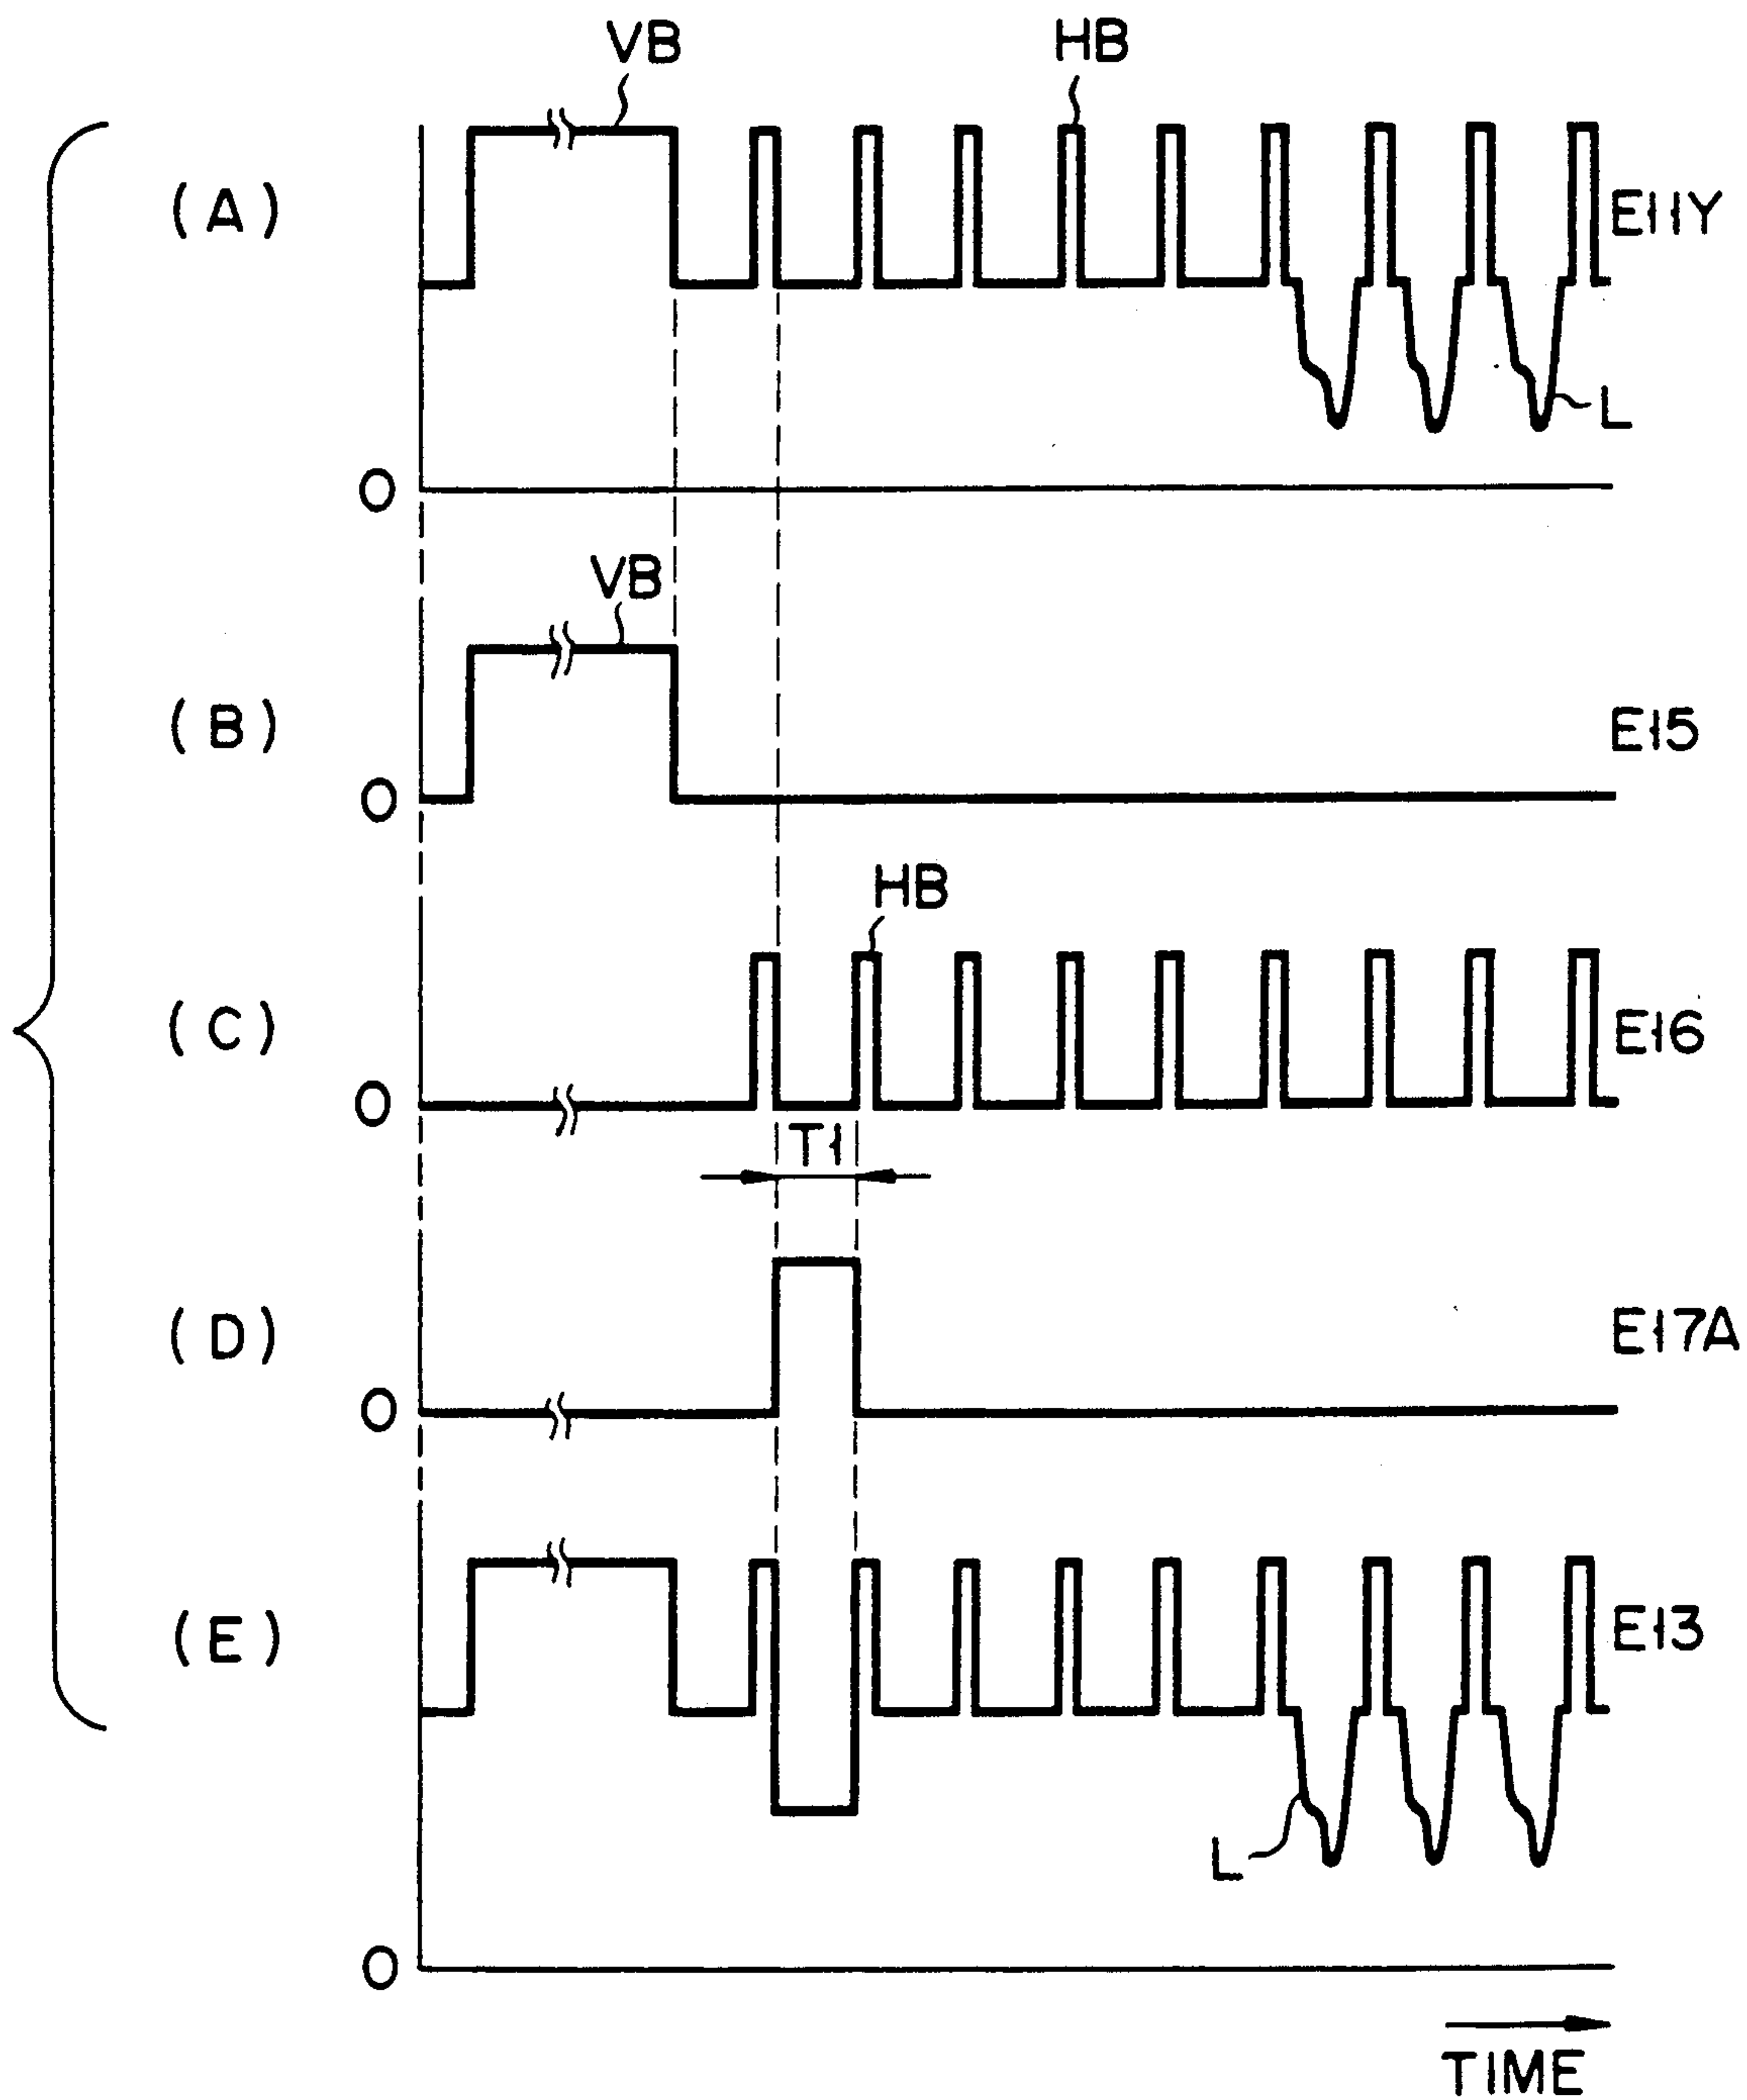 VB HB
(A) E11Y
L
0
VB
(B) E15
0
HB
(C) E16
0
T1
(D) E17A
0
(E) E13
L
0
TIME